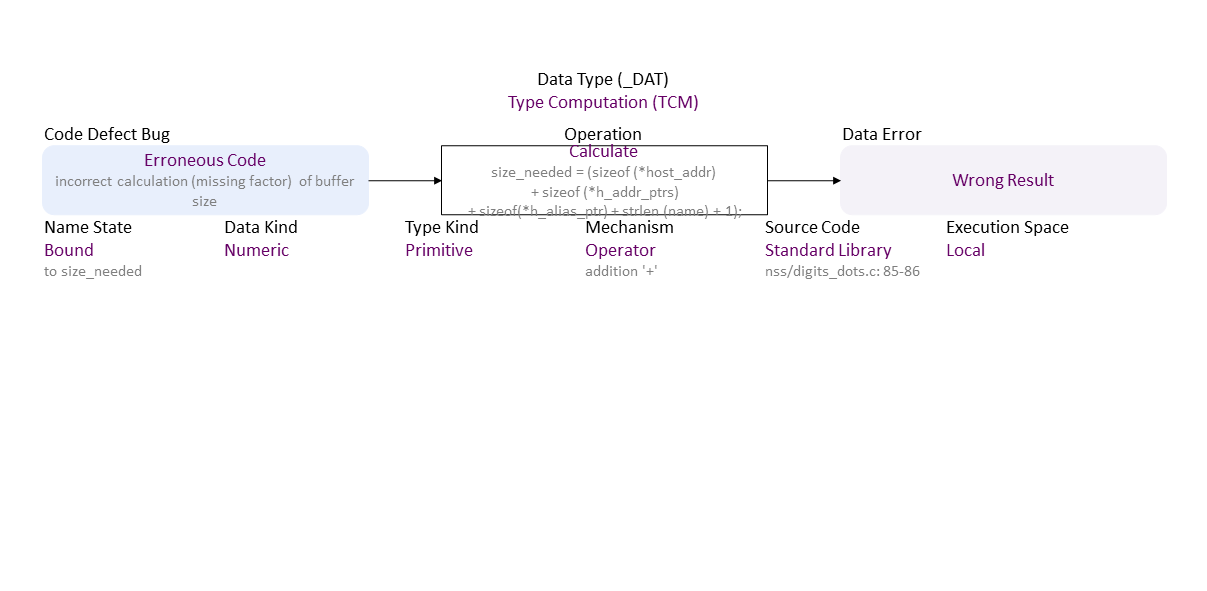 Data Type (_DAT)
Type Computation (TCM)
Code Defect Bug
Operation
Data Error
Erroneous Code
incorrect calculation (missing factor) of buffer
size
Calculate
size_needed = (sizeof (*host_addr)
+ sizeof (*h_addr_ptrs)
+ sizeof(*h_alias_ptr) + strlen (name) + 1);
Wrong Result
Name State
Bound
to size_needed
Data Kind
Numeric
Type Kind
Primitive
Mechanism
Operator
addition '+'
Source Code
Standard Library
nss/digits_dots.c: 85-86
Execution Space
Local